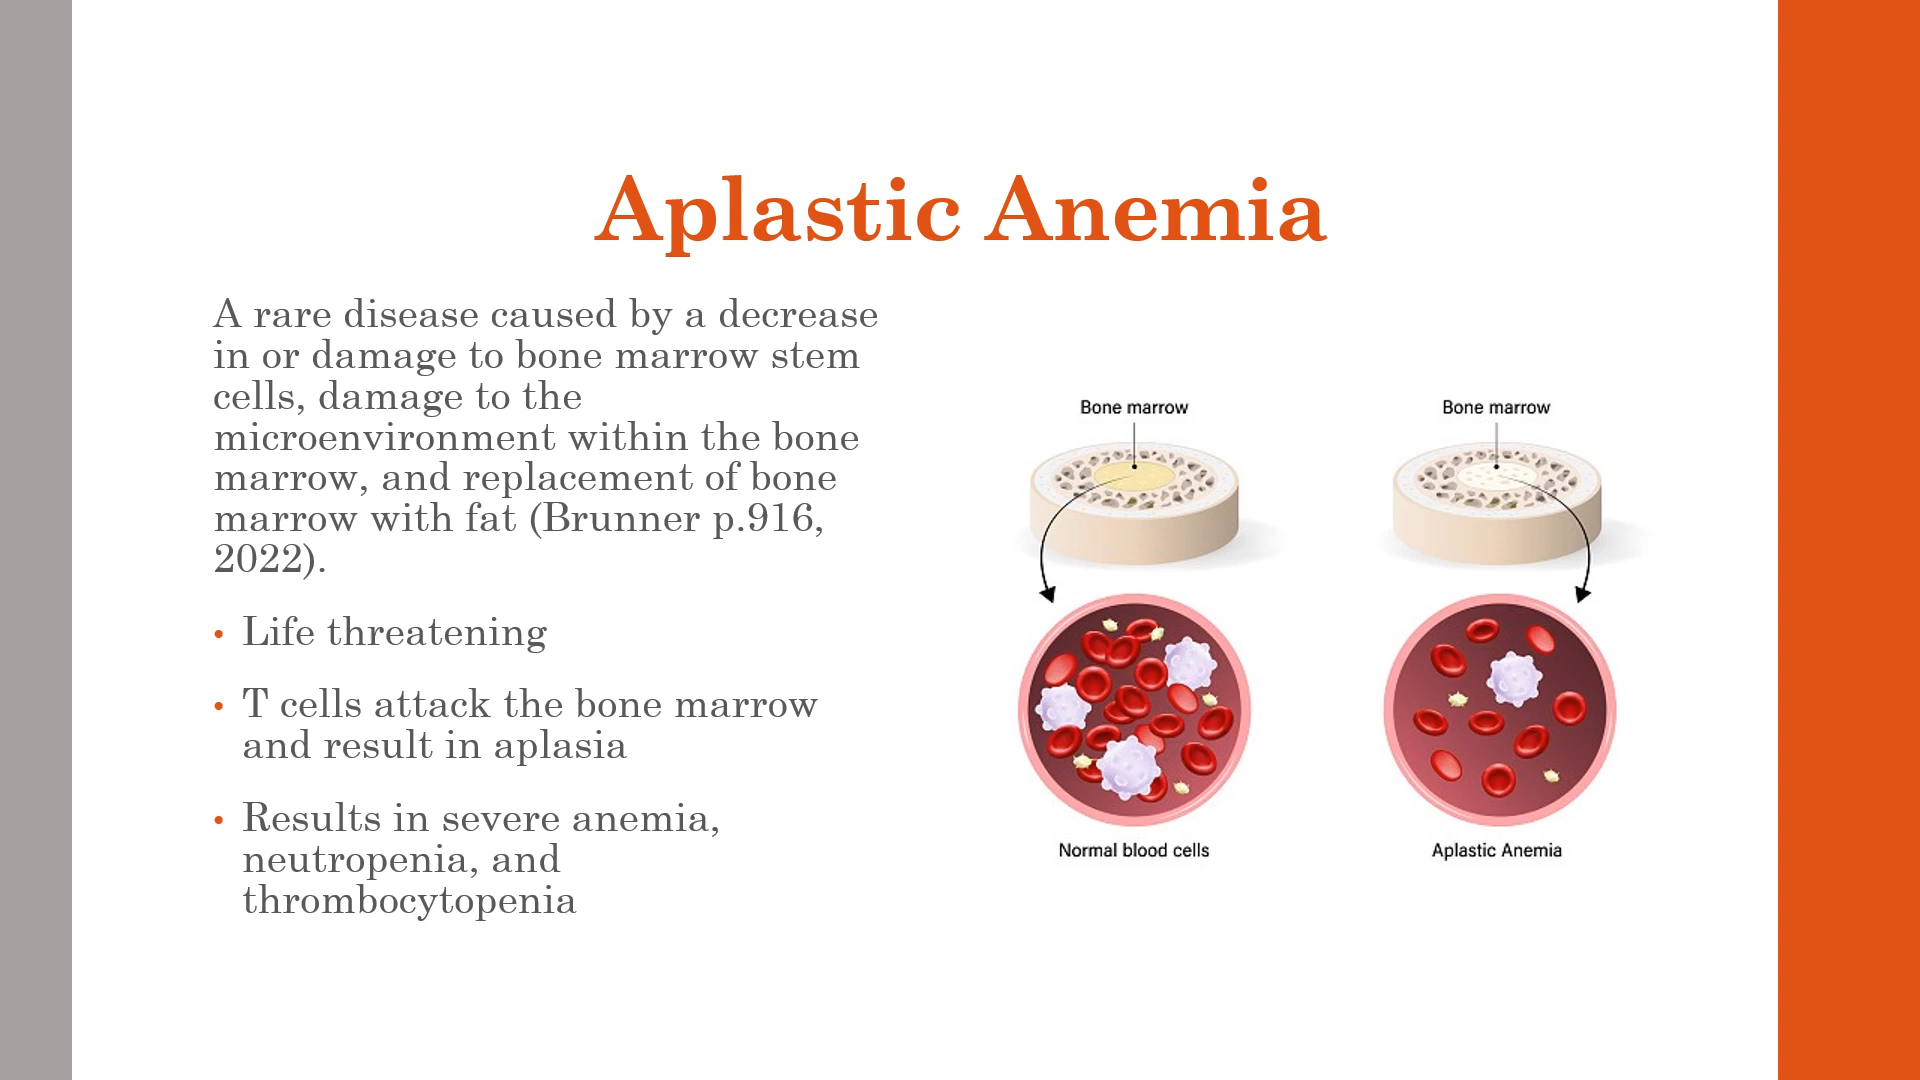 Aplastic Anemia
A rare disease caused by a decrease
in or damage to bone marrow stem
cells, damage to the
microenvironment within the bone
marrow, and replacement of bone
marrow with fat (Brunner p.916,
2022).
• Life threatening
• T cells attack the bone marrow
and result in aplasia
• Results in severe anemia,
neutropenia, and
thrombocytopenia
Bone marrow
Bone marrow
Normal blood cells
Aplastic Anemia